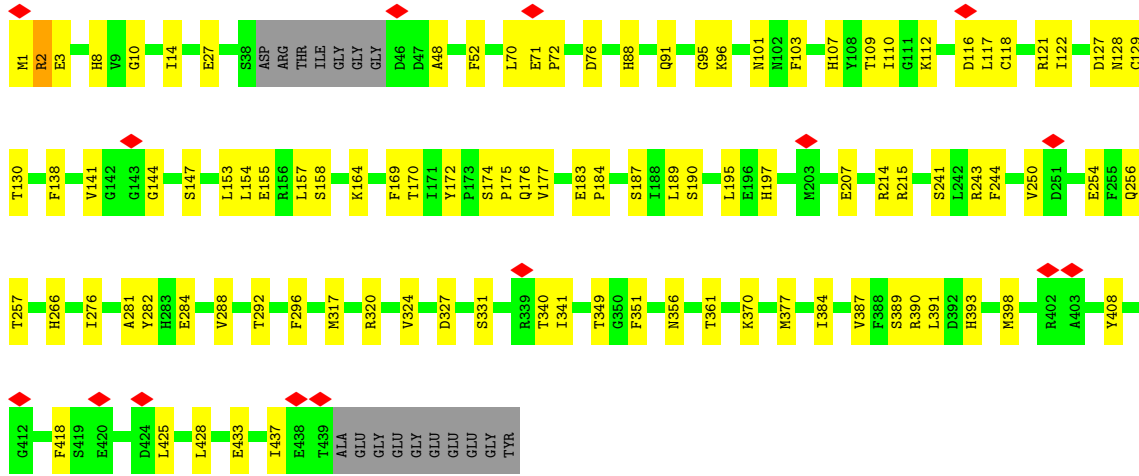 M1 R2 E3 H8 V9 G10 I14 E27 S38 ASP ARG THR ILE GLY GLY GLY D46 D47 A48 F52 L70 E71 P72 D76 H88 Q91 G95 K96 N101 N102 F103 H107 Y108 T109 I110 G111 K112 D116 L117 C118 R121 I122 D127 N128 C129
T130 F138 V141 G142 G143 G144 S147 L153 L154 E155 R156 L157 S158 K164 F169 T170 I171 Y172 P173 S174 P175 Q176 V177 E183 P184 S187 I188 L189 S190 L195 E196 H197 M203 E207 R214 R215 S241 L242 R243 F244 V250 D251 E254 F255 Q256
T257 H266 I276 A281 Y282 H283 E284 V288 T292 F296 M317 R320 V324 D327 S331 R339 T340 I341 T349 G350 F351 N356 T361 K370 M377 I384 V387 F388 S389 R390 L391 D392 H393 M398 R402 A403 Y408
G412 F418 S419 E420 D424 L425 L428 E433 I437 E438 T439 ALA GLU GLY GLU GLY GLU GLU GLU GLY TYR